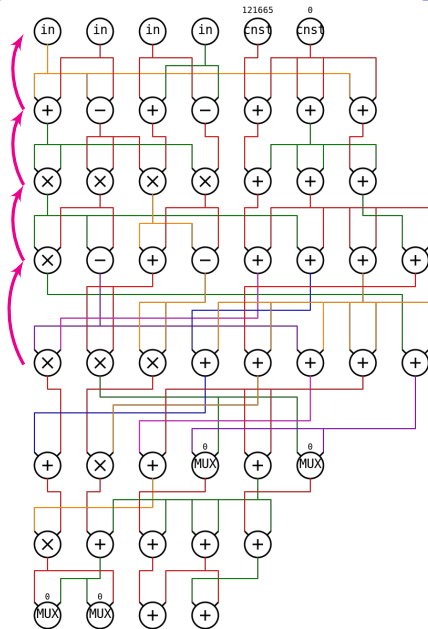 121665 0
in in in in cnst cnst
+ − + − + + +
× × × × + + +
× − + − + + + +
× × × + + + + +
0 0
+ × + MUX + MUX
× + + + +
0 0
MUX MUX + +